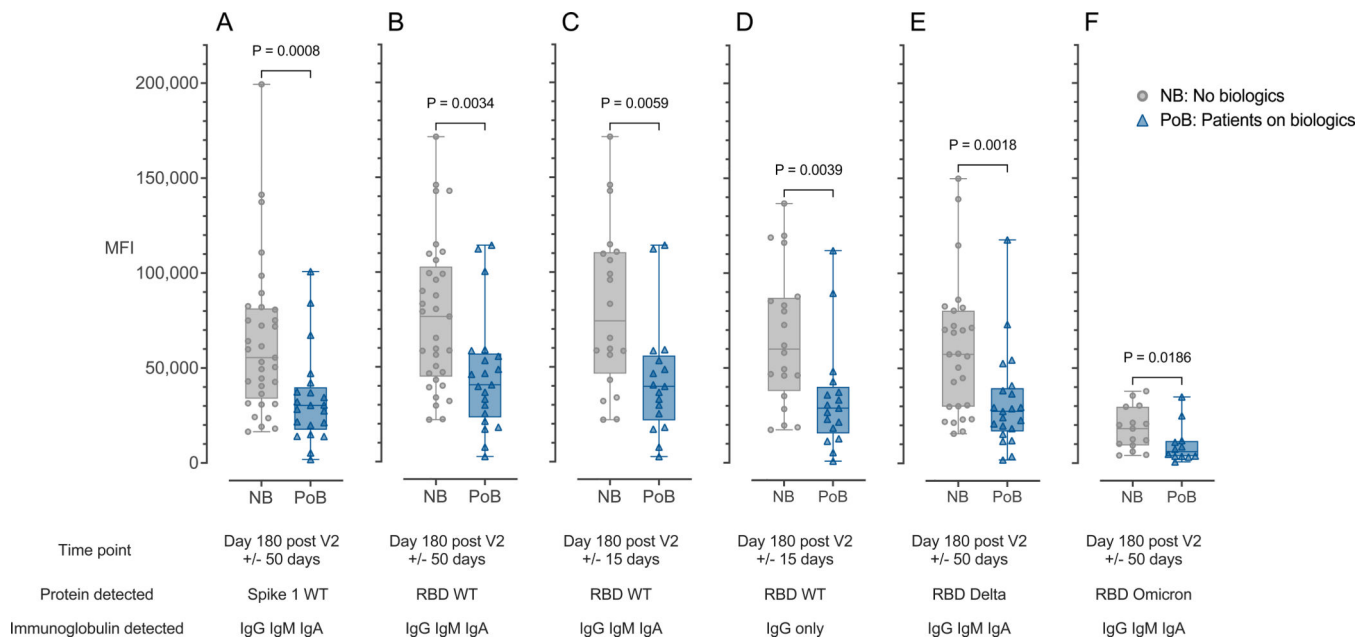 A B C D E F
P = 0.0008
P = 0.0034
P = 0.0059
P = 0.0039
P = 0.0018
P = 0.0186
NB: No biologics
PoB: Patients on biologics
MFI
200,000
150,000
100,000
50,000
0
NB PoB NB PoB NB PoB NB PoB NB PoB NB PoB
Time point
Day 180 post V2
+/- 50 days
Day 180 post V2
+/- 50 days
Day 180 post V2
+/- 15 days
Day 180 post V2
+/- 15 days
Day 180 post V2
+/- 50 days
Day 180 post V2
+/- 50 days
Protein detected Spike 1 WT RBD WT RBD WT RBD WT RBD Delta RBD Omicron
Immunoglobulin detected IgG IgM IgA IgG IgM IgA IgG IgM IgA IgG only IgG IgM IgA IgG IgM IgA